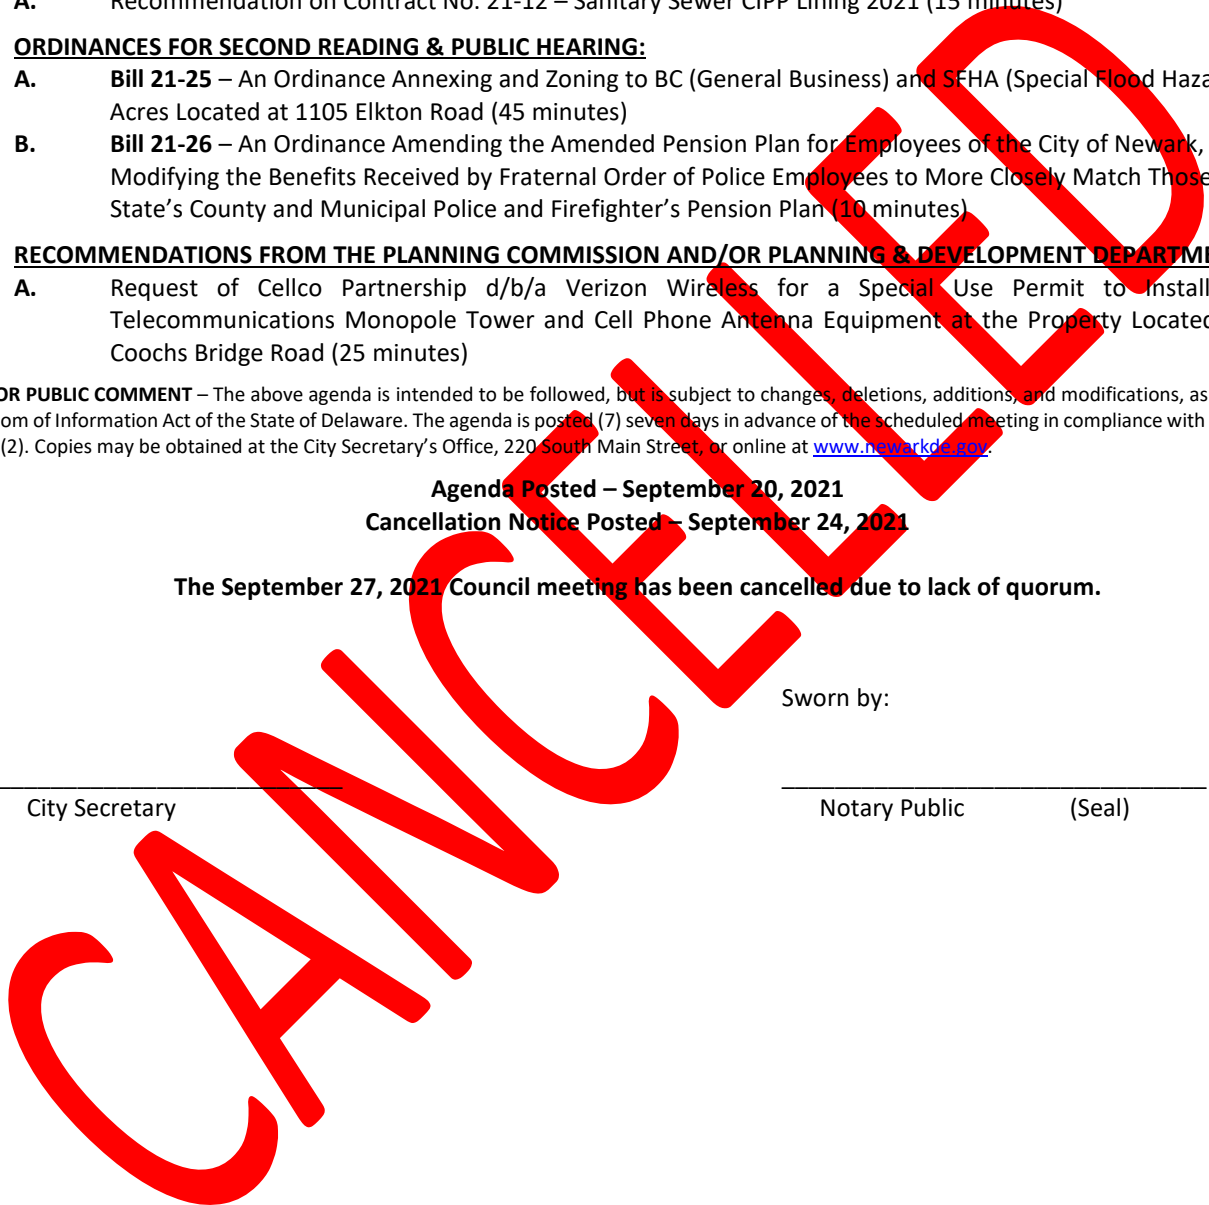 A. Recommendation on Contract No. 21-12 – Sanitary Sewer CIPP Lining 2021 (15 minutes)
ORDINANCES FOR SECOND READING & PUBLIC HEARING:
A. Bill 21-25 – An Ordinance Annexing and Zoning to BC (General Business) and SFHA (Special Flood Haza
Acres Located at 1105 Elkton Road (45 minutes)
B. Bill 21-26 – An Ordinance Amending the Amended Pension Plan for Employees of the City of Newark,
Modifying the Benefits Received by Fraternal Order of Police Employees to More Closely Match Those
State's County and Municipal Police and Firefighter's Pension Plan (10 minutes)
RECOMMENDATIONS FROM THE PLANNING COMMISSION AND/OR PLANNING & DEVELOPMENT DEPARTME
A. Request of Cellco Partnership d/b/a Verizon Wireless for a Special Use Permit to Install
Telecommunications Monopole Tower and Cell Phone Antenna Equipment at the Property Located
Coochs Bridge Road (25 minutes)
OR PUBLIC COMMENT – The above agenda is intended to be followed, but is subject to changes, deletions, additions, and modifications, as
om of Information Act of the State of Delaware. The agenda is posted (7) seven days in advance of the scheduled meeting in compliance with
(2). Copies may be obtained at the City Secretary's Office, 220 South Main Street, or online at www.newarkde.gov.
Agenda Posted – September 20, 2021
Cancellation Notice Posted – September 24, 2021
The September 27, 2021 Council meeting has been cancelled due to lack of quorum.
Sworn by:
City Secretary
Notary Public (Seal)
CANCELLED